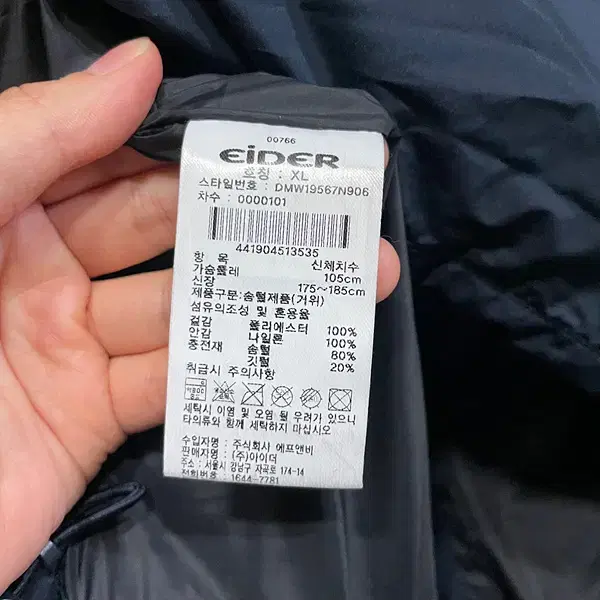 00766
EiDER
호칭 : XL
스타일번호 : DMW19567N906
차수 : 0000101
441904513535
항 목 신체치수
가슴둘레 105cm
신장 175~185cm
제품구분:솜털제품(거위)
섬유의조성 및 혼용율
겉감 폴리에스터 100%
안감 나일론 100%
충전재 솜털 80%
깃털 20%
취급시 주의사항
세탁시 이염 및 오염 될 우려가 있으니
타의류와 함께 세탁하지 마십시오
수입자명 : 주식회사 에프앤비
판매자명 : (주)아이더
주소 : 서울시 강남구 자곡로 174-14
전화번호 : 1644-7781